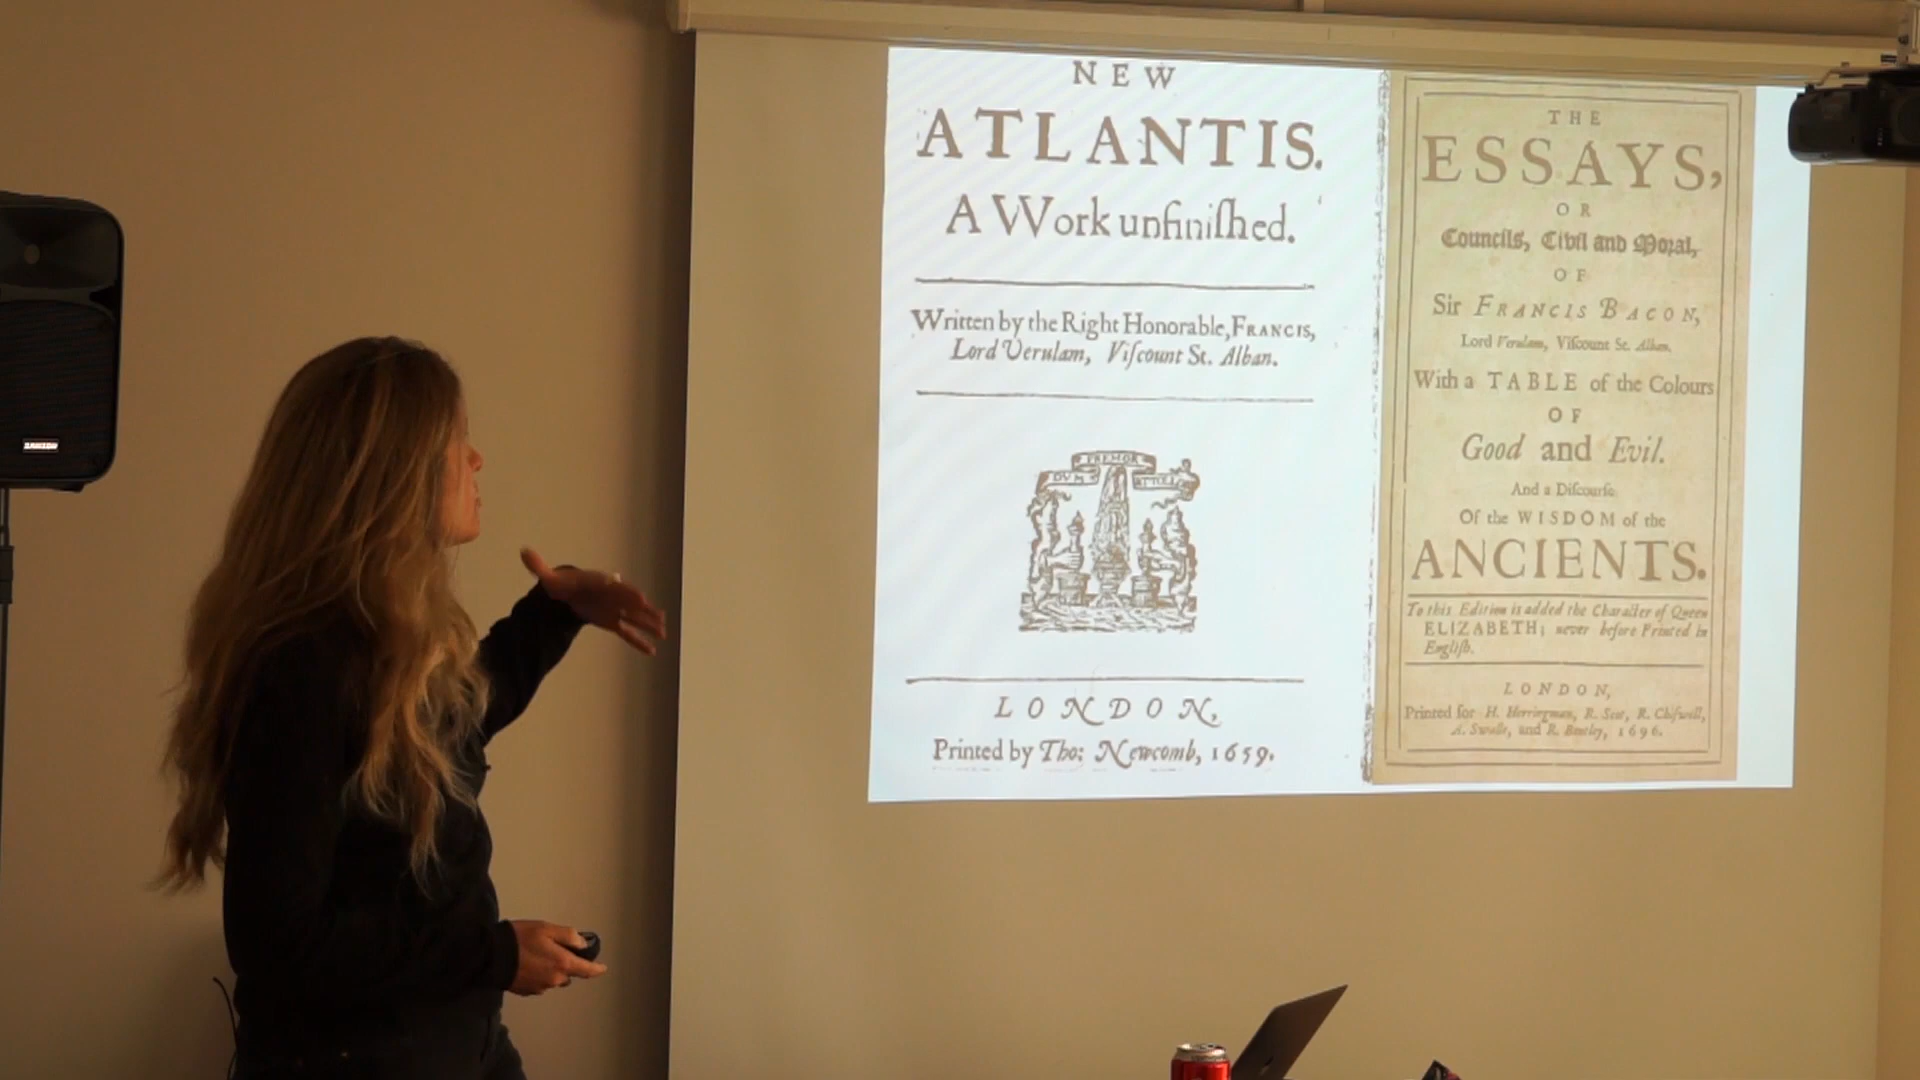 NEW
ATLANTIS.
A Work unfiniſhed.
Written by the Right Honorable, FRANCIS,
Lord Verulam, Viſcount St. Alban.
DUM PREMOR ATTOLLOR
LONDON,
Printed by Tho: Newcomb, 1659.
THE
ESSAYS,
OR
Councils, Civil and Moral,
OF
Sir FRANCIS BACON,
Lord Verulam, Viſcount St. Alban.
With a TABLE of the Colours
OF
Good and Evil.
And a Diſcourſe
Of the WISDOM of the
ANCIENTS.
To this Edition is added the Character of Queen
ELIZABETH; never before Printed in
Engliſh.
LONDON,
Printed for H. Herringman, R. Scot, R. Chiſwell,
A. Swalle, and R. Bentley, 1696.
SAMSON